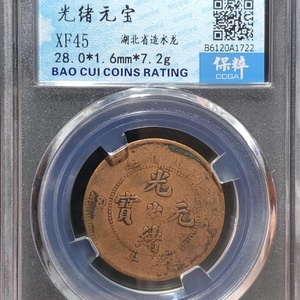 光绪元宝
XF45 湖北省造水龙
28.0*1.6mm*7.2g
BAO CUI COINS RATING
B6120A1722
保粹
CCGA
光
寶 元
緒